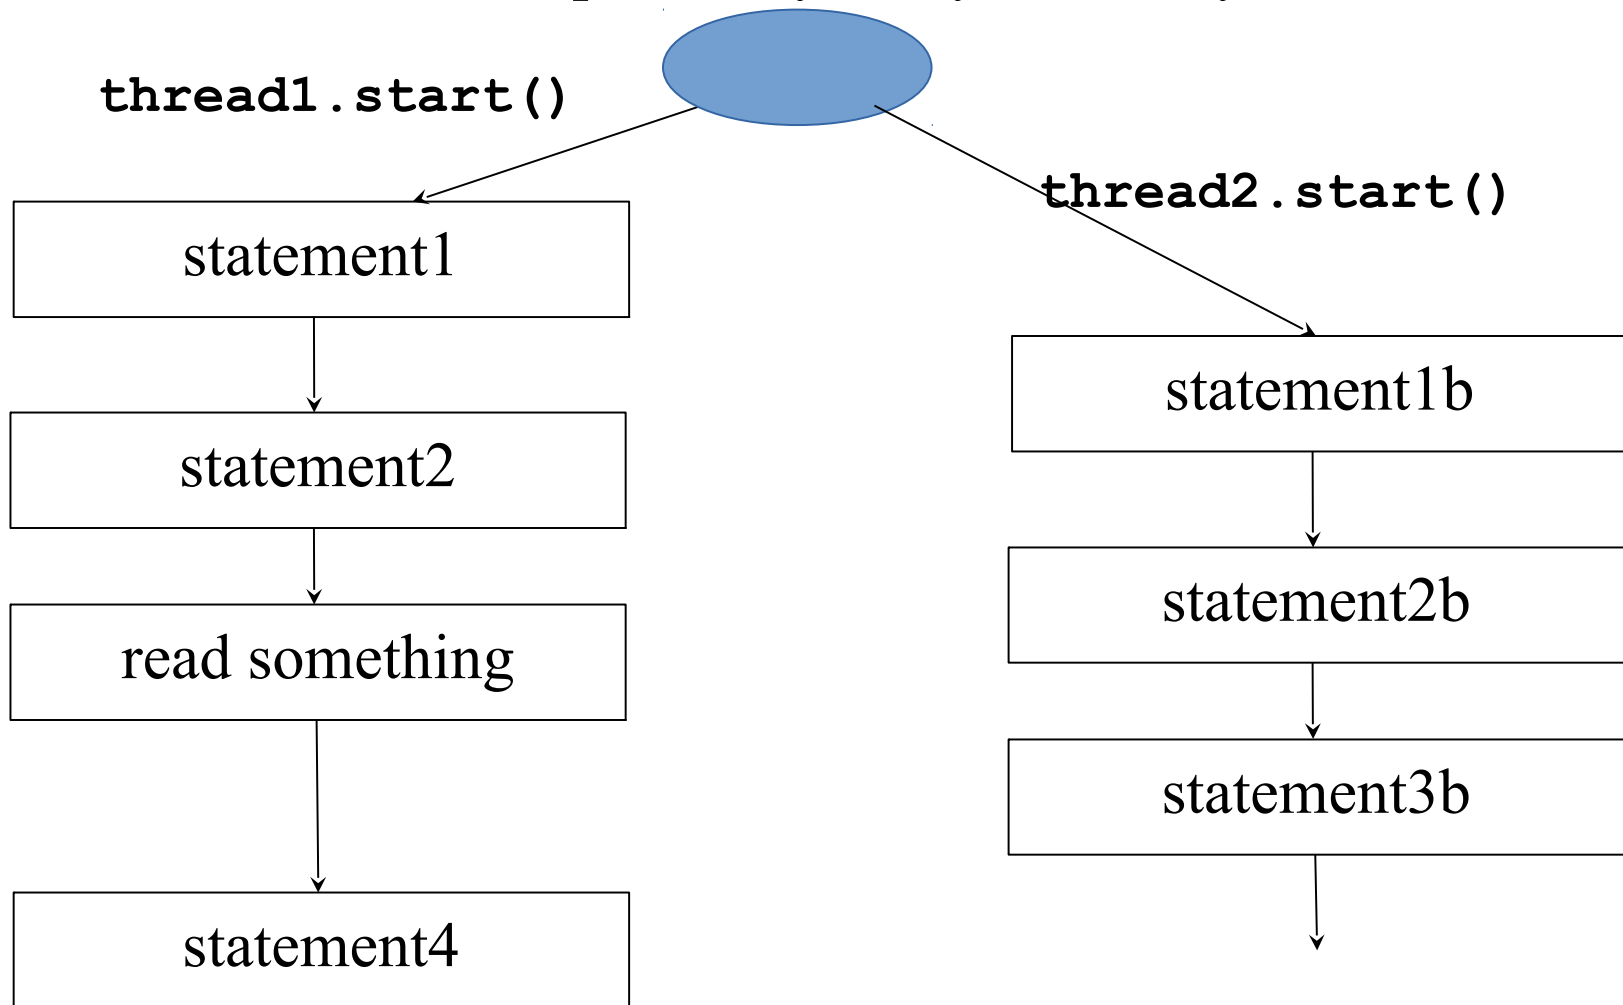 thread1.start()
thread2.start()
statement1
statement1b
statement2
statement2b
read something
statement3b
statement4